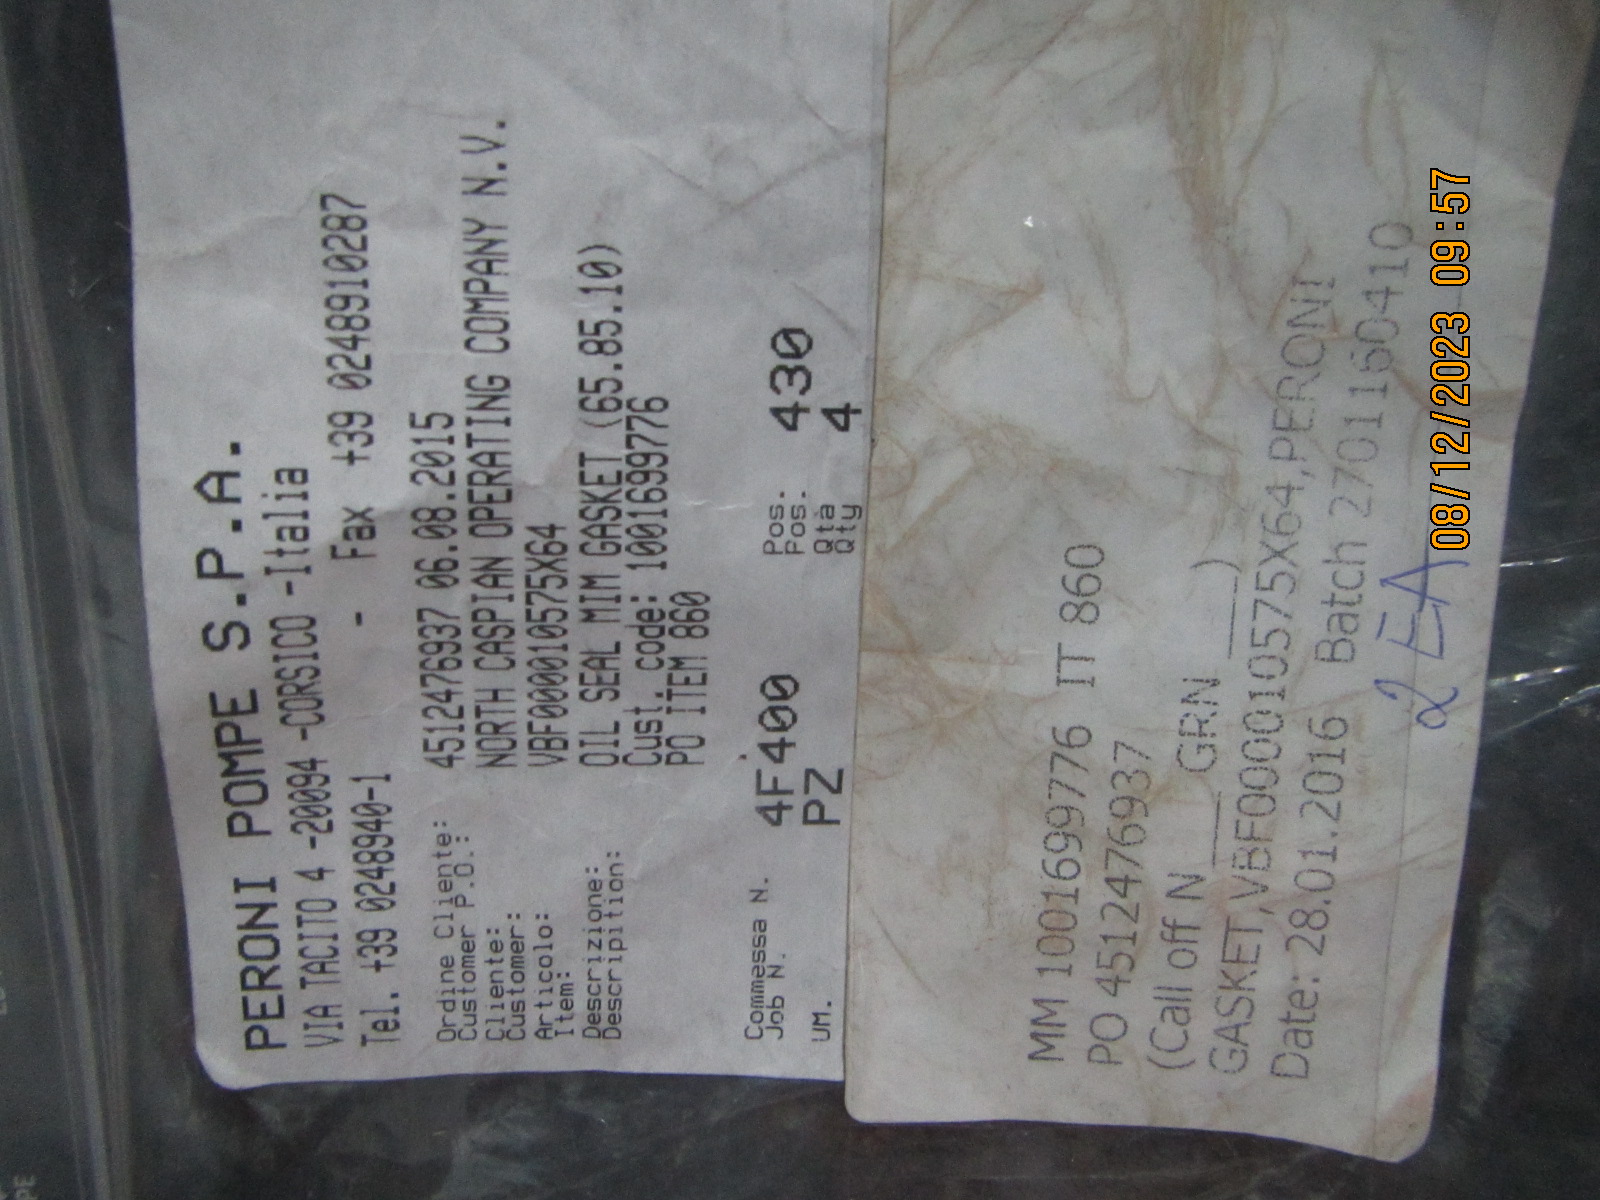 PE
PERONI POMPE S.P.A.
VIA TACITO 4 -20094 -CORSICO -Italia
Tel. +39 0248940-1 - Fax +39 0248910287
Ordine Cliente: 4512476937 06.08.2015
Customer P.O.:
Cliente: NORTH CASPIAN OPERATING COMPANY N.V.
Customer:
Articolo: VBF000010575X64
Item:
Descrizione: OIL SEAL MIM GASKET (65.85.10)
Descripition:
Cust. code: 1001699776
PO ITEM 860
Commessa N. 4F400 Pos. 430
Job N. Pos.
UM. PZ Qtà 4
Qty
MM 1001699776 IT 860
PO 4512476937
(Call off N___ GRN ___)
GASKET,VBF000010575X64,PERONI
Date: 28.01.2016 Batch 2701160410
2 EA
08/12/2023 09:57